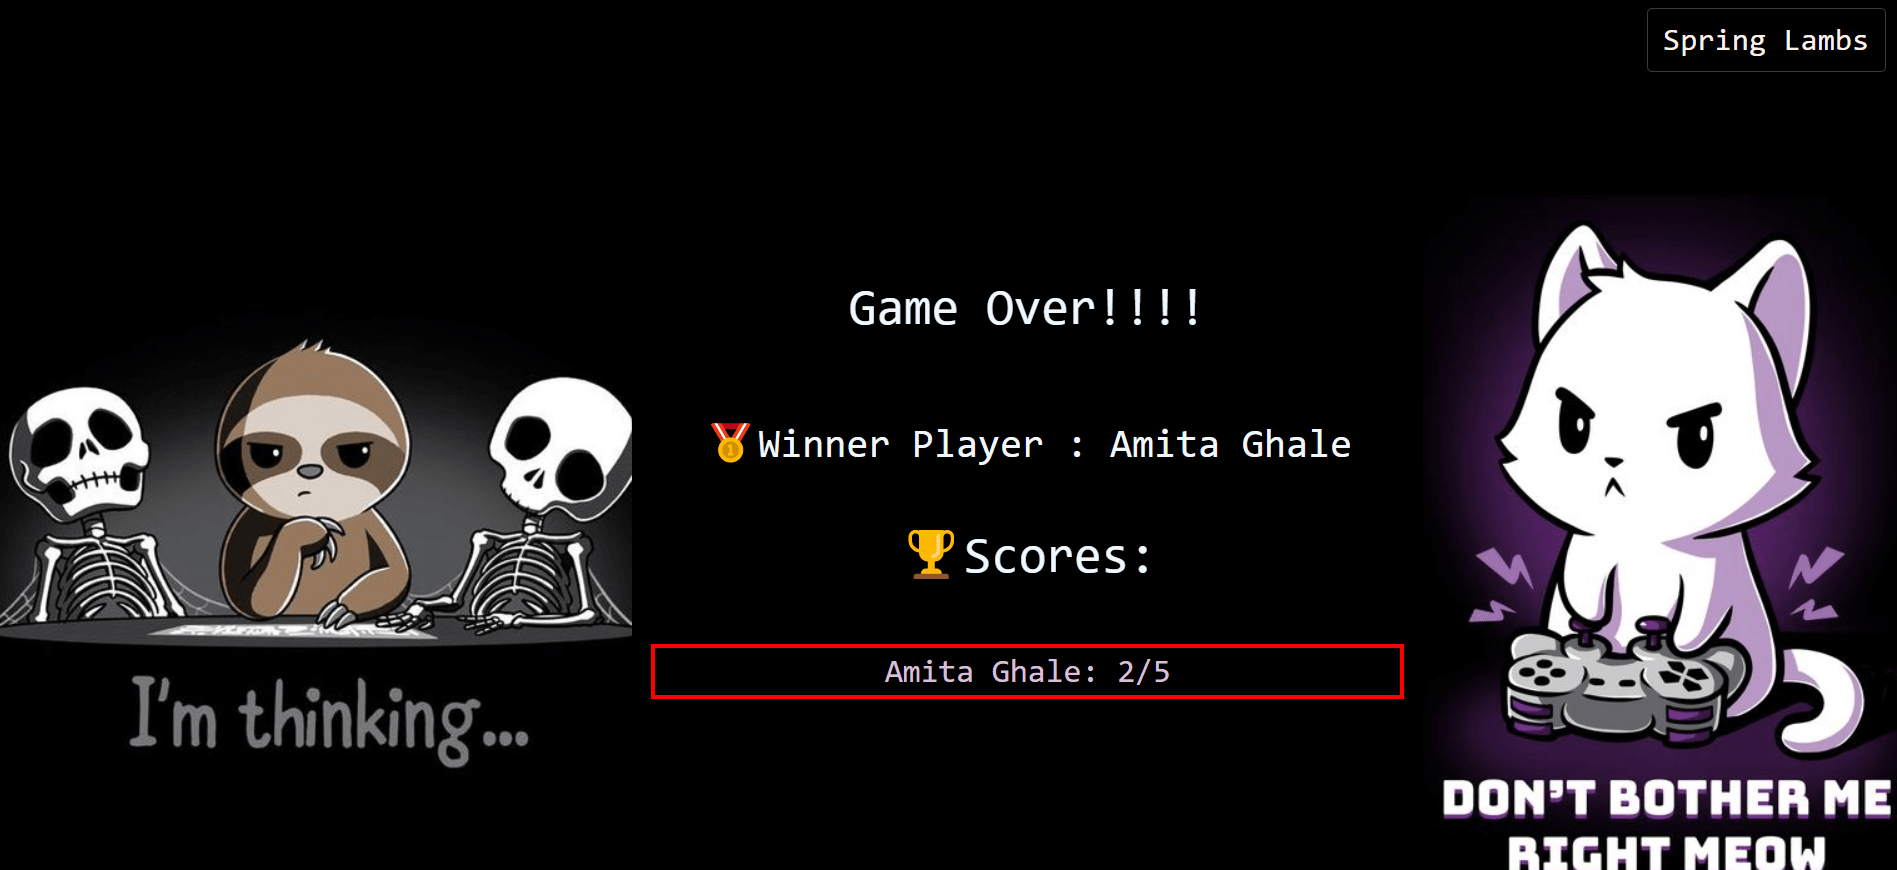 Spring Lambs
Game Over!!!!
🏅Winner Player : Amita Ghale
🏆Scores:
Amita Ghale: 2/5
I'm thinking...
DON'T BOTHER ME
RIGHT MEOW